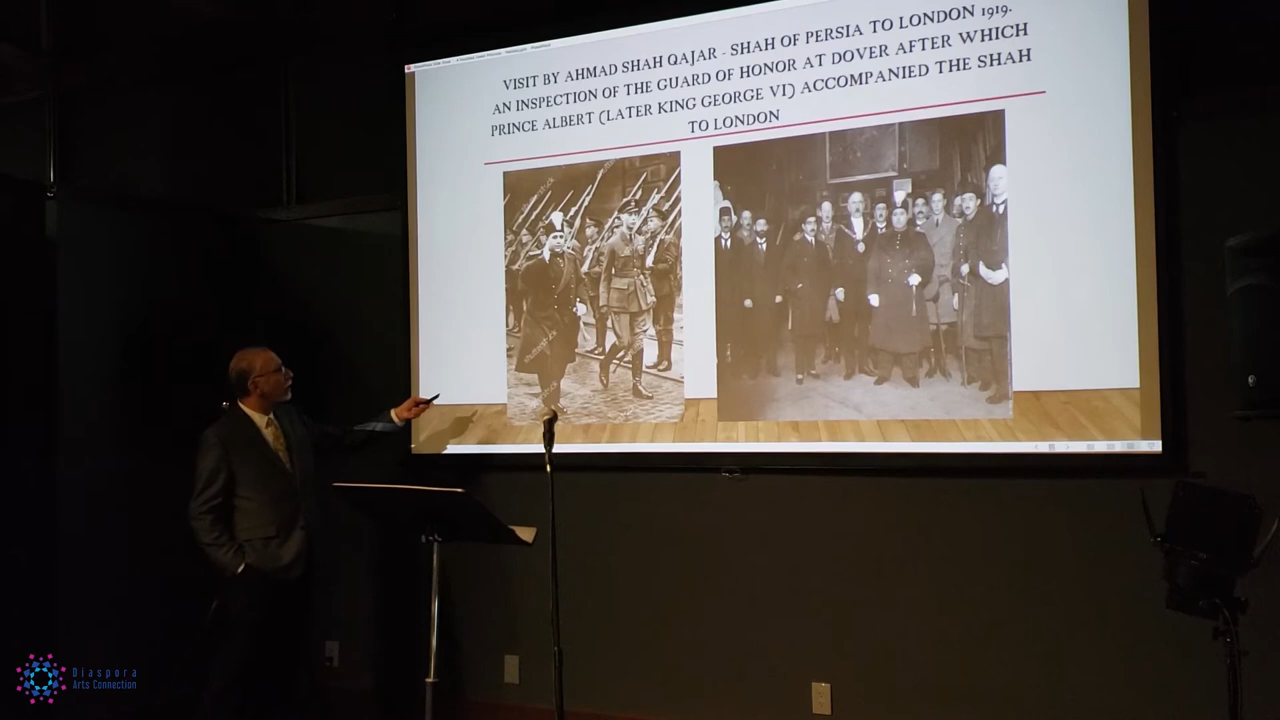 VISIT BY AHMAD SHAH QAJAR - SHAH OF PERSIA TO LONDON 1919.
AN INSPECTION OF THE GUARD OF HONOR AT DOVER AFTER WHICH
PRINCE ALBERT (LATER KING GEORGE VI) ACCOMPANIED THE SHAH
TO LONDON
shutterstock
Diaspora
Arts Connection